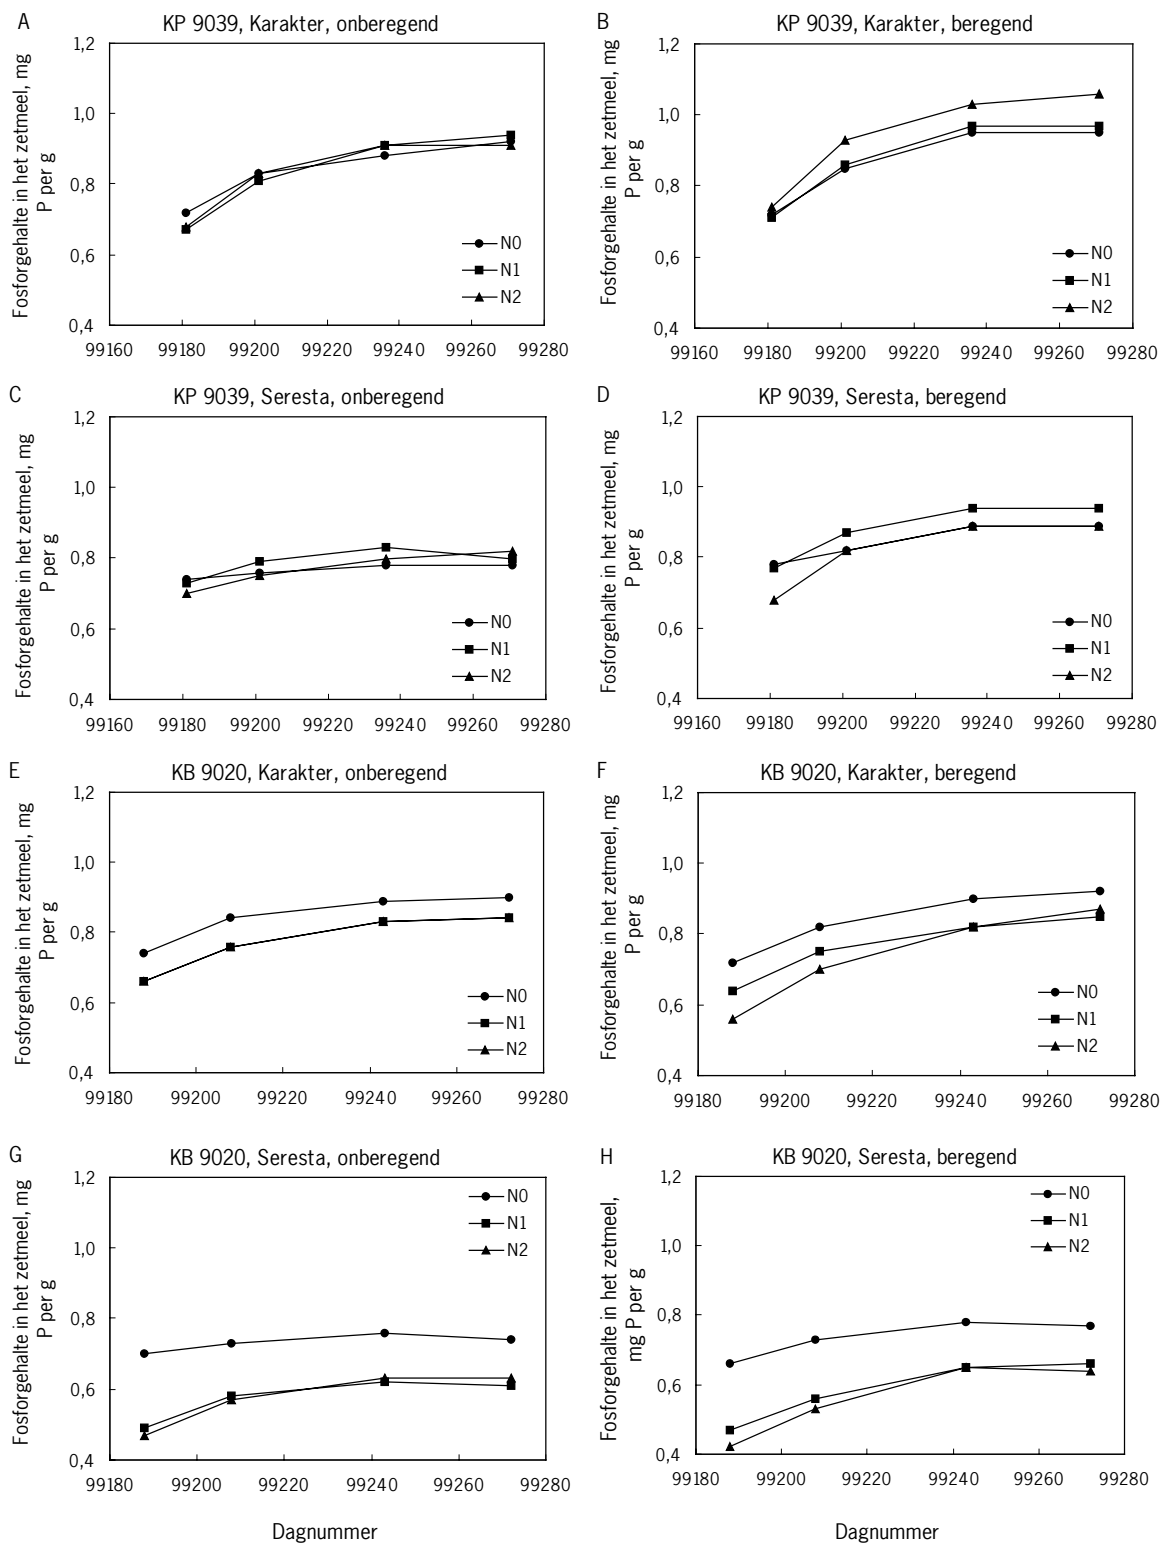 A
KP 9039, Karakter, onberegend
Fosforgehalte in het zetmeel, mg
P per g
1,2
1,0
0,8
0,6
0,4
N0
N1
N2
99160 99180 99200 99220 99240 99260 99280
B
KP 9039, Karakter, beregend
Fosforgehalte in het zetmeel, mg
P per g
1,2
1,0
0,8
0,6
0,4
N0
N1
N2
99160 99180 99200 99220 99240 99260 99280
C
KP 9039, Seresta, onberegend
Fosforgehalte in het zetmeel, mg
P per g
1,2
1,0
0,8
0,6
0,4
N0
N1
N2
99160 99180 99200 99220 99240 99260 99280
D
KP 9039, Seresta, beregend
Fosforgehalte in het zetmeel, mg
P per g
1,2
1,0
0,8
0,6
0,4
N0
N1
N2
99160 99180 99200 99220 99240 99260 99280
E
KB 9020, Karakter, onberegend
Fosforgehalte in het zetmeel, mg
P per g
1,2
1,0
0,8
0,6
0,4
N0
N1
N2
99180 99200 99220 99240 99260 99280
F
KB 9020, Karakter, beregend
Fosforgehalte in het zetmeel, mg
P per g
1,2
1,0
0,8
0,6
0,4
N0
N1
N2
99180 99200 99220 99240 99260 99280
G
KB 9020, Seresta, onberegend
Fosforgehalte in het zetmeel, mg
P per g
1,2
1,0
0,8
0,6
0,4
N0
N1
N2
99180 99200 99220 99240 99260 99280
Dagnummer
H
KB 9020, Seresta, beregend
Fosforgehalte in het zetmeel,
mg P per g
1,2
1,0
0,8
0,6
0,4
N0
N1
N2
99180 99200 99220 99240 99260 99280
Dagnummer